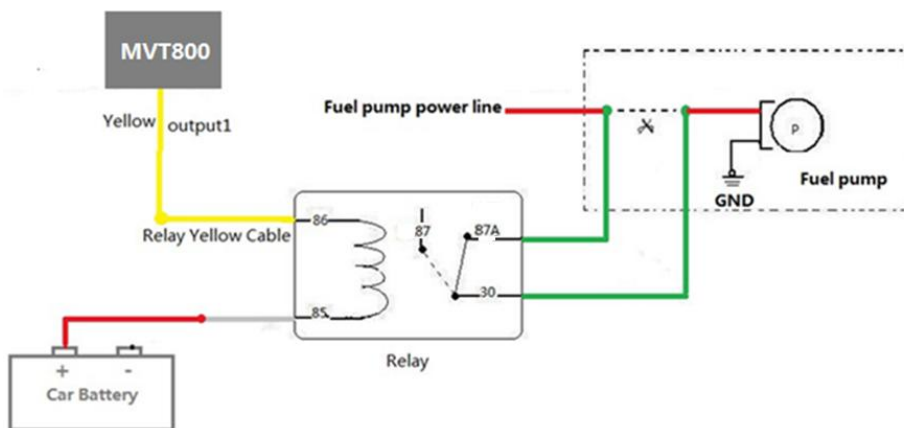 MVT800
Yellow
output1
Fuel pump power line
P
Fuel pump
GND
Relay Yellow Cable
86
87
87A
30
85
Relay
+ -
Car Battery